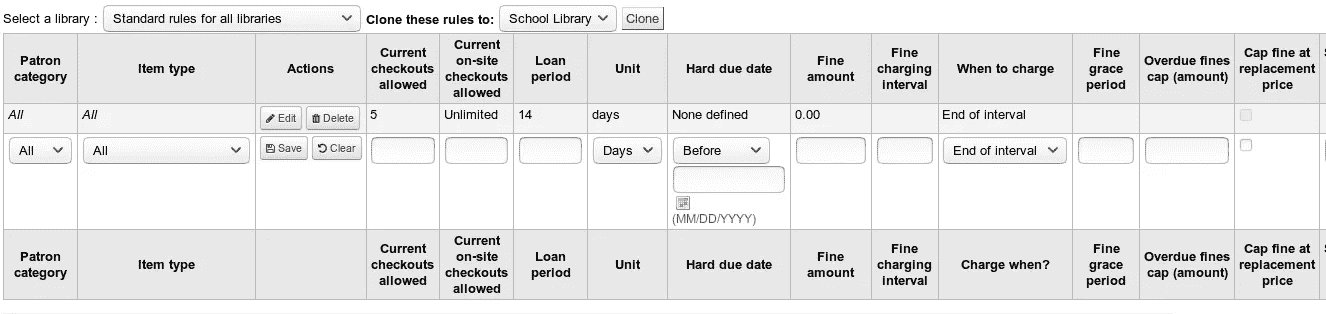 Select a library : Standard rules for all libraries Clone these rules to: School Library Clone
Patron category Item type Actions Current checkouts allowed Current on-site checkouts allowed Loan period Unit Hard due date Fine amount Fine charging interval When to charge Fine grace period Overdue fines cap (amount) Cap fine at replacement price
All All Edit Delete 5 Unlimited 14 days None defined 0.00 End of interval
All All Save Clear Days Before End of interval
(MM/DD/YYYY)
Patron category Item type Current checkouts allowed Current on-site checkouts allowed Loan period Unit Hard due date Fine amount Fine charging interval Charge when? Fine grace period Overdue fines cap (amount) Cap fine at replacement price